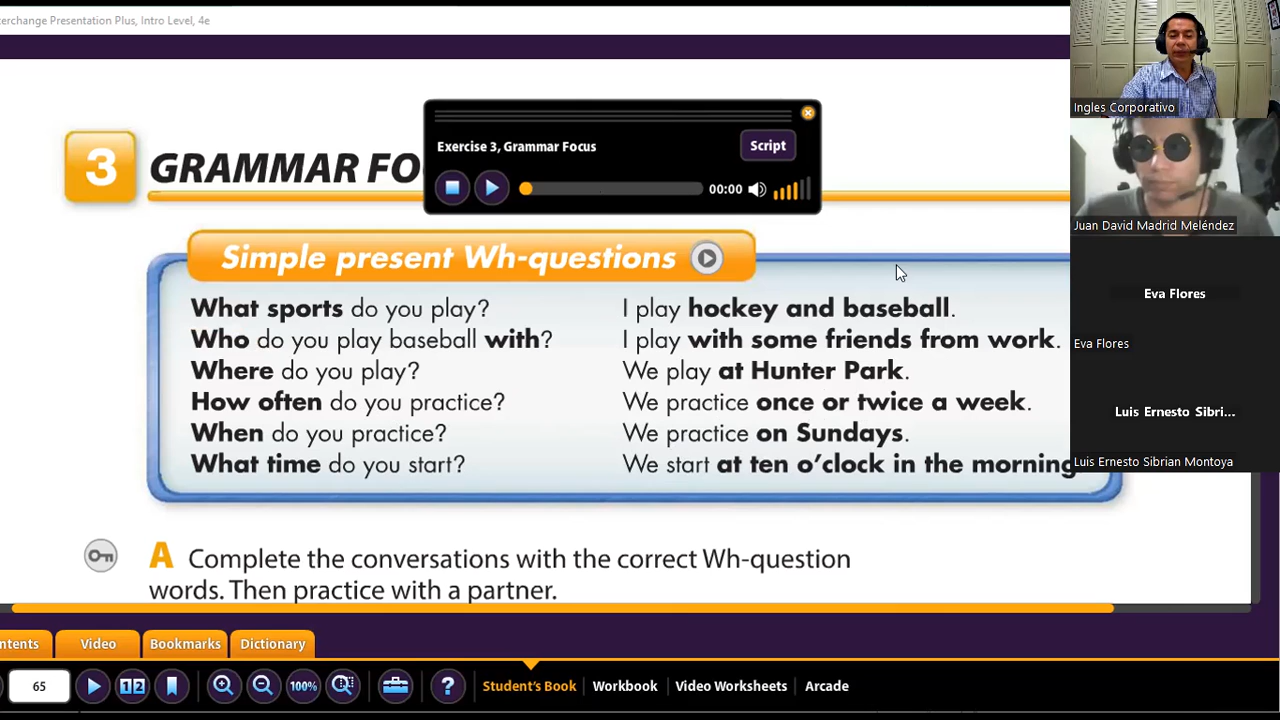 terchange Presentation Plus, Intro Level, 4e
3 GRAMMAR FO
Exercise 3, Grammar Focus
Script
00:00
Simple present Wh-questions
What sports do you play? I play hockey and baseball.
Who do you play baseball with? I play with some friends from work.
Where do you play? We play at Hunter Park.
How often do you practice? We practice once or twice a week.
When do you practice? We practice on Sundays.
What time do you start? We start at ten o'clock in the morning
A Complete the conversations with the correct Wh-question
words. Then practice with a partner.
Ingles Corporativo
Juan David Madrid Meléndez
Eva Flores
Eva Flores
Luis Ernesto Sibri...
Luis Ernesto Sibrian Montoya
ntents Video Bookmarks Dictionary
65 12 100% ? Student's Book Workbook Video Worksheets Arcade